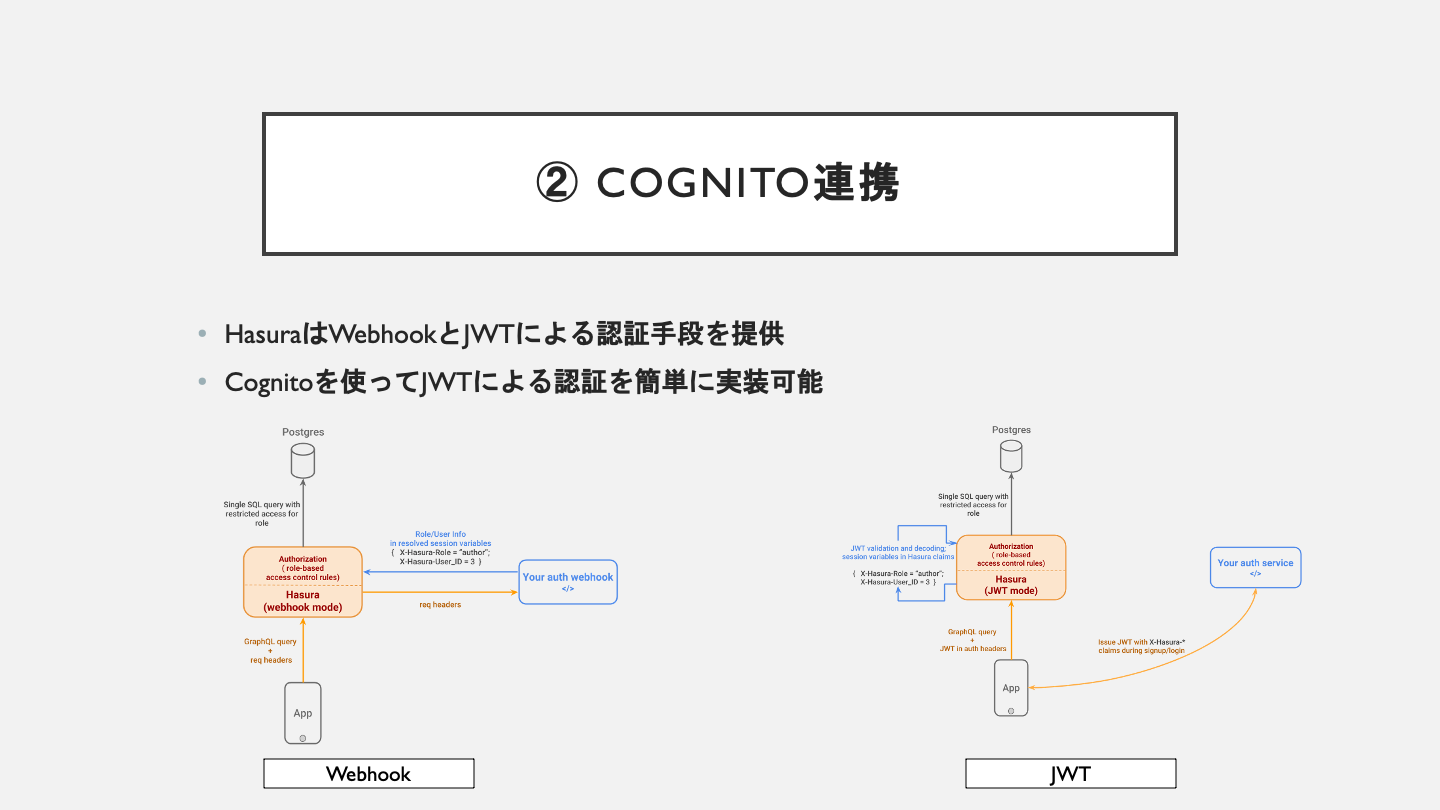 ② COGNITO連携
• HasuraはWebhookとJWTによる認証手段を提供
• Cognitoを使ってJWTによる認証を簡単に実装可能
Postgres
Single SQL query with
restricted access for
role
Role/User Info
in resolved session variables
{ X-Hasura-Role = "author";
X-Hasura-User_ID = 3 }
Authorization
( role-based
access control rules)
Hasura
(webhook mode)
Your auth webhook
</>
req headers
GraphQL query
+
req headers
App
Webhook
Postgres
Single SQL query with
restricted access for
role
JWT validation and decoding;
session variables in Hasura claims
{ X-Hasura-Role = "author";
X-Hasura-User_ID = 3 }
Authorization
( role-based
access control rules)
Hasura
(JWT mode)
Your auth service
</>
GraphQL query
+
JWT in auth headers
Issue JWT with X-Hasura-*
claims during signup/login
App
JWT